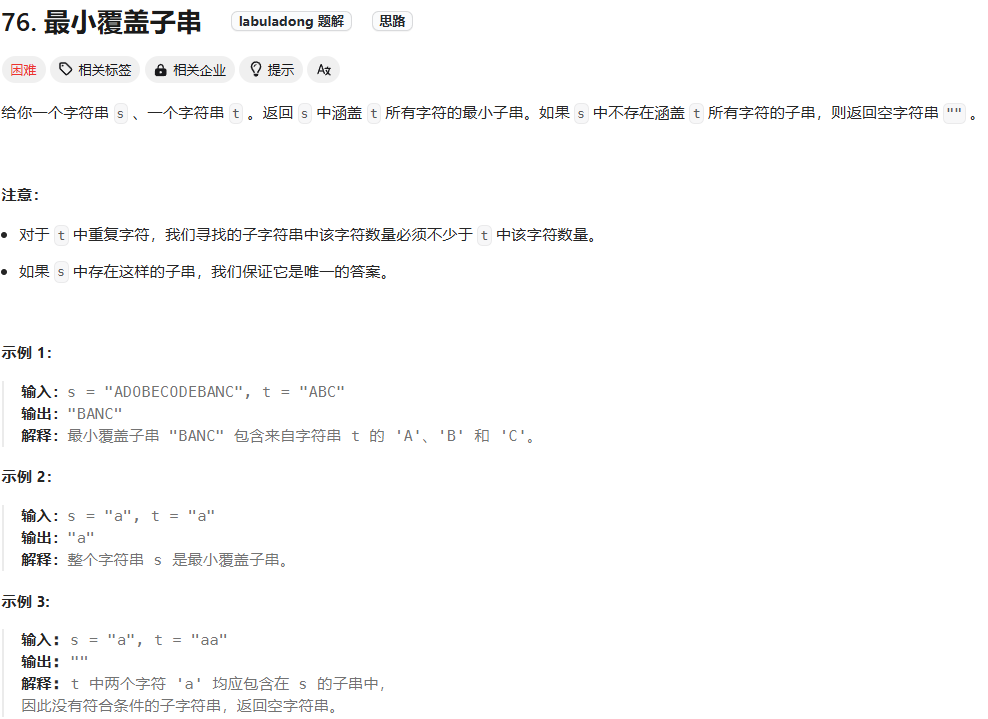 76. 最小覆盖子串 labuladong 题解 思路
困难 相关标签 相关企业 提示 Aあ
给你一个字符串 s 、一个字符串 t 。返回 s 中涵盖 t 所有字符的最小子串。如果 s 中不存在涵盖 t 所有字符的子串，则返回空字符串 "" 。
注意：
• 对于 t 中重复字符，我们寻找的子字符串中该字符数量必须不少于 t 中该字符数量。
• 如果 s 中存在这样的子串，我们保证它是唯一的答案。
示例 1：
输入：s = "ADOBECODEBANC", t = "ABC"
输出："BANC"
解释：最小覆盖子串 "BANC" 包含来自字符串 t 的 'A'、'B' 和 'C'。
示例 2：
输入：s = "a", t = "a"
输出："a"
解释：整个字符串 s 是最小覆盖子串。
示例 3:
输入: s = "a", t = "aa"
输出: ""
解释: t 中两个字符 'a' 均应包含在 s 的子串中，
因此没有符合条件的子字符串，返回空字符串。